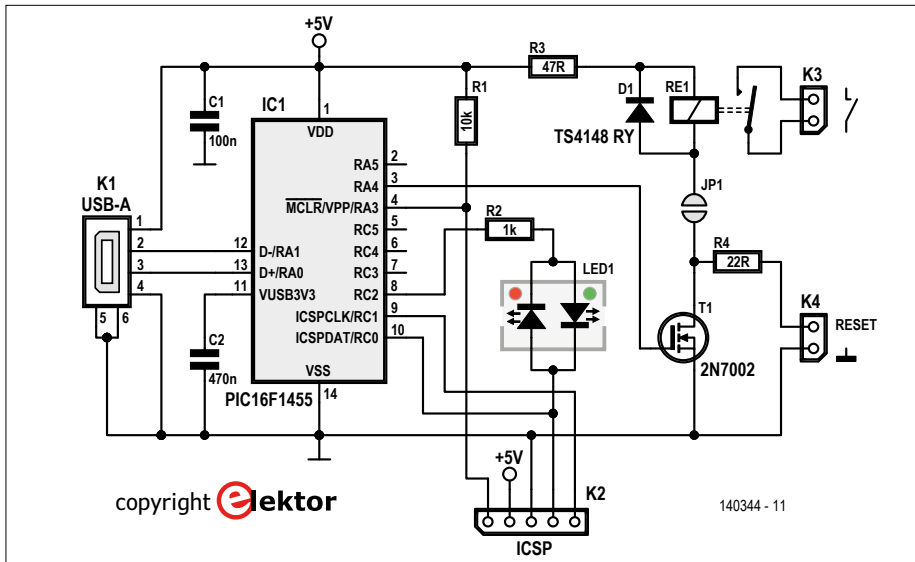 +5V
R3
47R
D1
RE1
K3
C1
100n
IC1
R1
10k
TS4148 RY
1
VDD
RA5
2
RA4
3
MCLR/VPP/RA3
4
RC5
5
RC4
6
RC3
7
RC2
8
ICSPCLK/RC1
9
ICSPDAT/RC0
10
12
D-/RA1
13
D+/RA0
11
VUSB3V3
VSS
14
PIC16F1455
K1
USB-A
1
2
3
4
5
6
C2
470n
R2
1k
LED1
JP1
R4
22R
T1
2N7002
K4
RESET
+5V
K2
ICSP
copyright elektor
140344 - 11